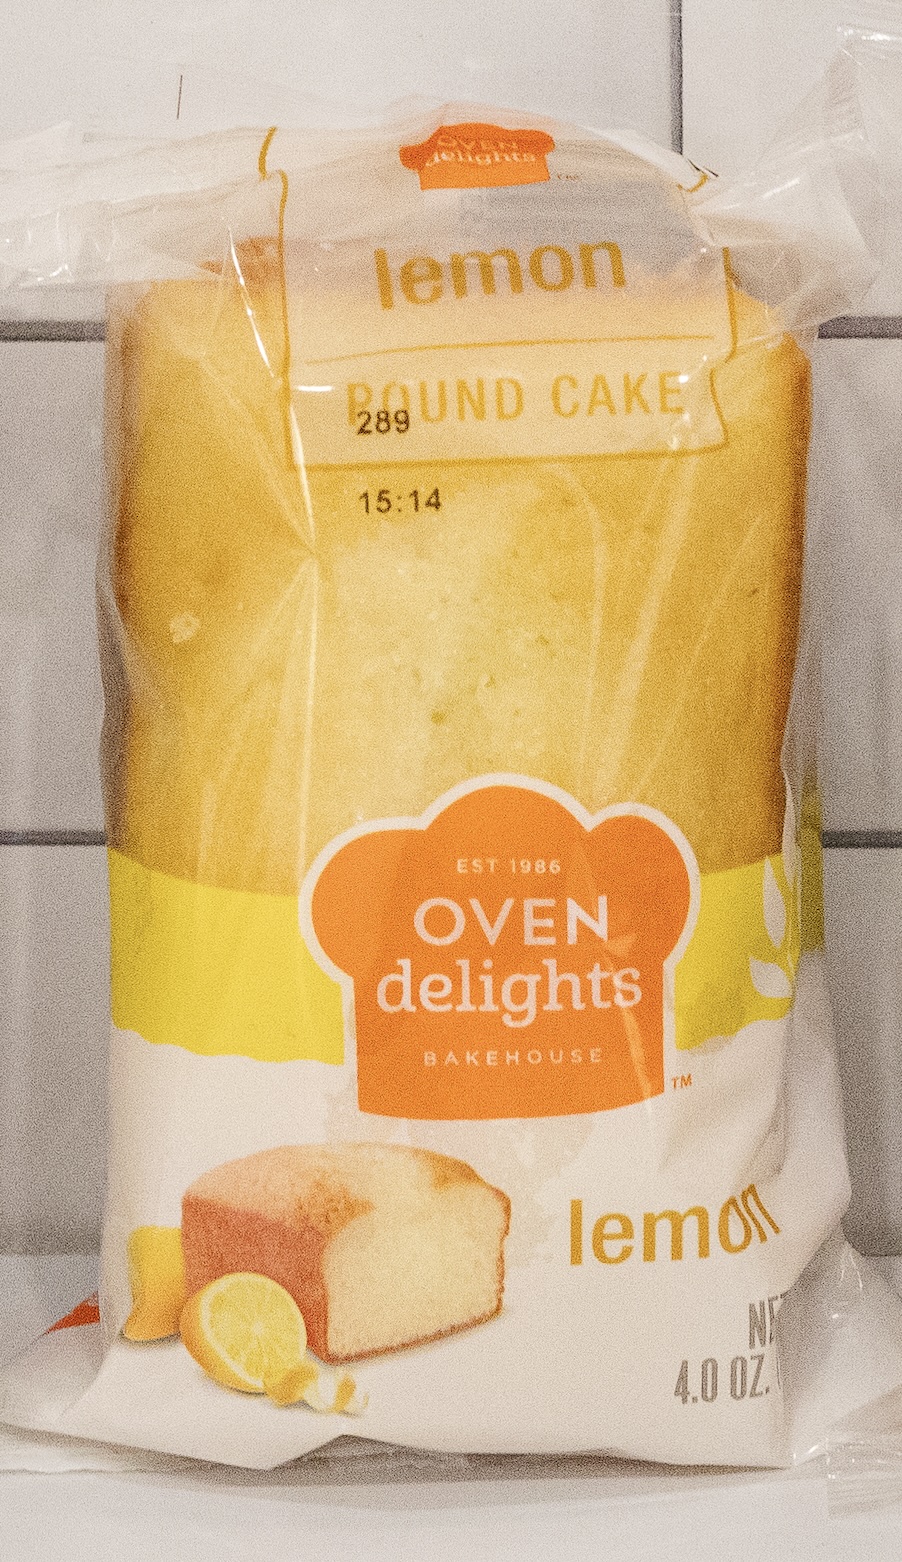 OVEN
delights
lemon
POUND CAKE
289
15:14
EST 1986
OVEN
delights
BAKEHOUSE
TM
lemon
4.0 OZ.